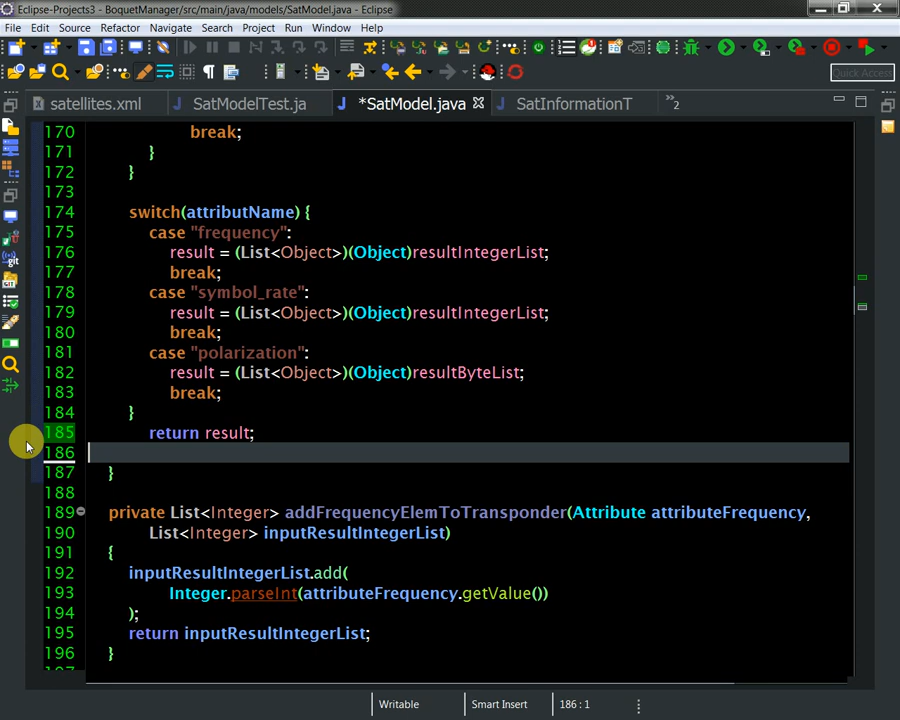 Eclipse-Projects3 - BoquetManager/src/main/java/models/SatModel.java - Eclipse
File Edit Source Refactor Navigate Search Project Run Window Help
Quick Access
satellites.xml SatModelTest.ja *SatModel.java SatInformationT »2
170 break;
171 }
172 }
173
174 switch(attributName) {
175 case "frequency":
176 result = (List<Object>)(Object)resultIntegerList;
177 break;
178 case "symbol_rate":
179 result = (List<Object>)(Object)resultIntegerList;
180 break;
181 case "polarization":
182 result = (List<Object>)(Object)resultByteList;
183 break;
184 }
185 return result;
186
187 }
188
189 private List<Integer> addFrequencyElemToTransponder(Attribute attributeFrequency,
190 List<Integer> inputResultIntegerList)
191 {
192 inputResultIntegerList.add(
193 Integer.parseInt(attributeFrequency.getValue())
194 );
195 return inputResultIntegerList;
196 }
Writable Smart Insert 186 : 1